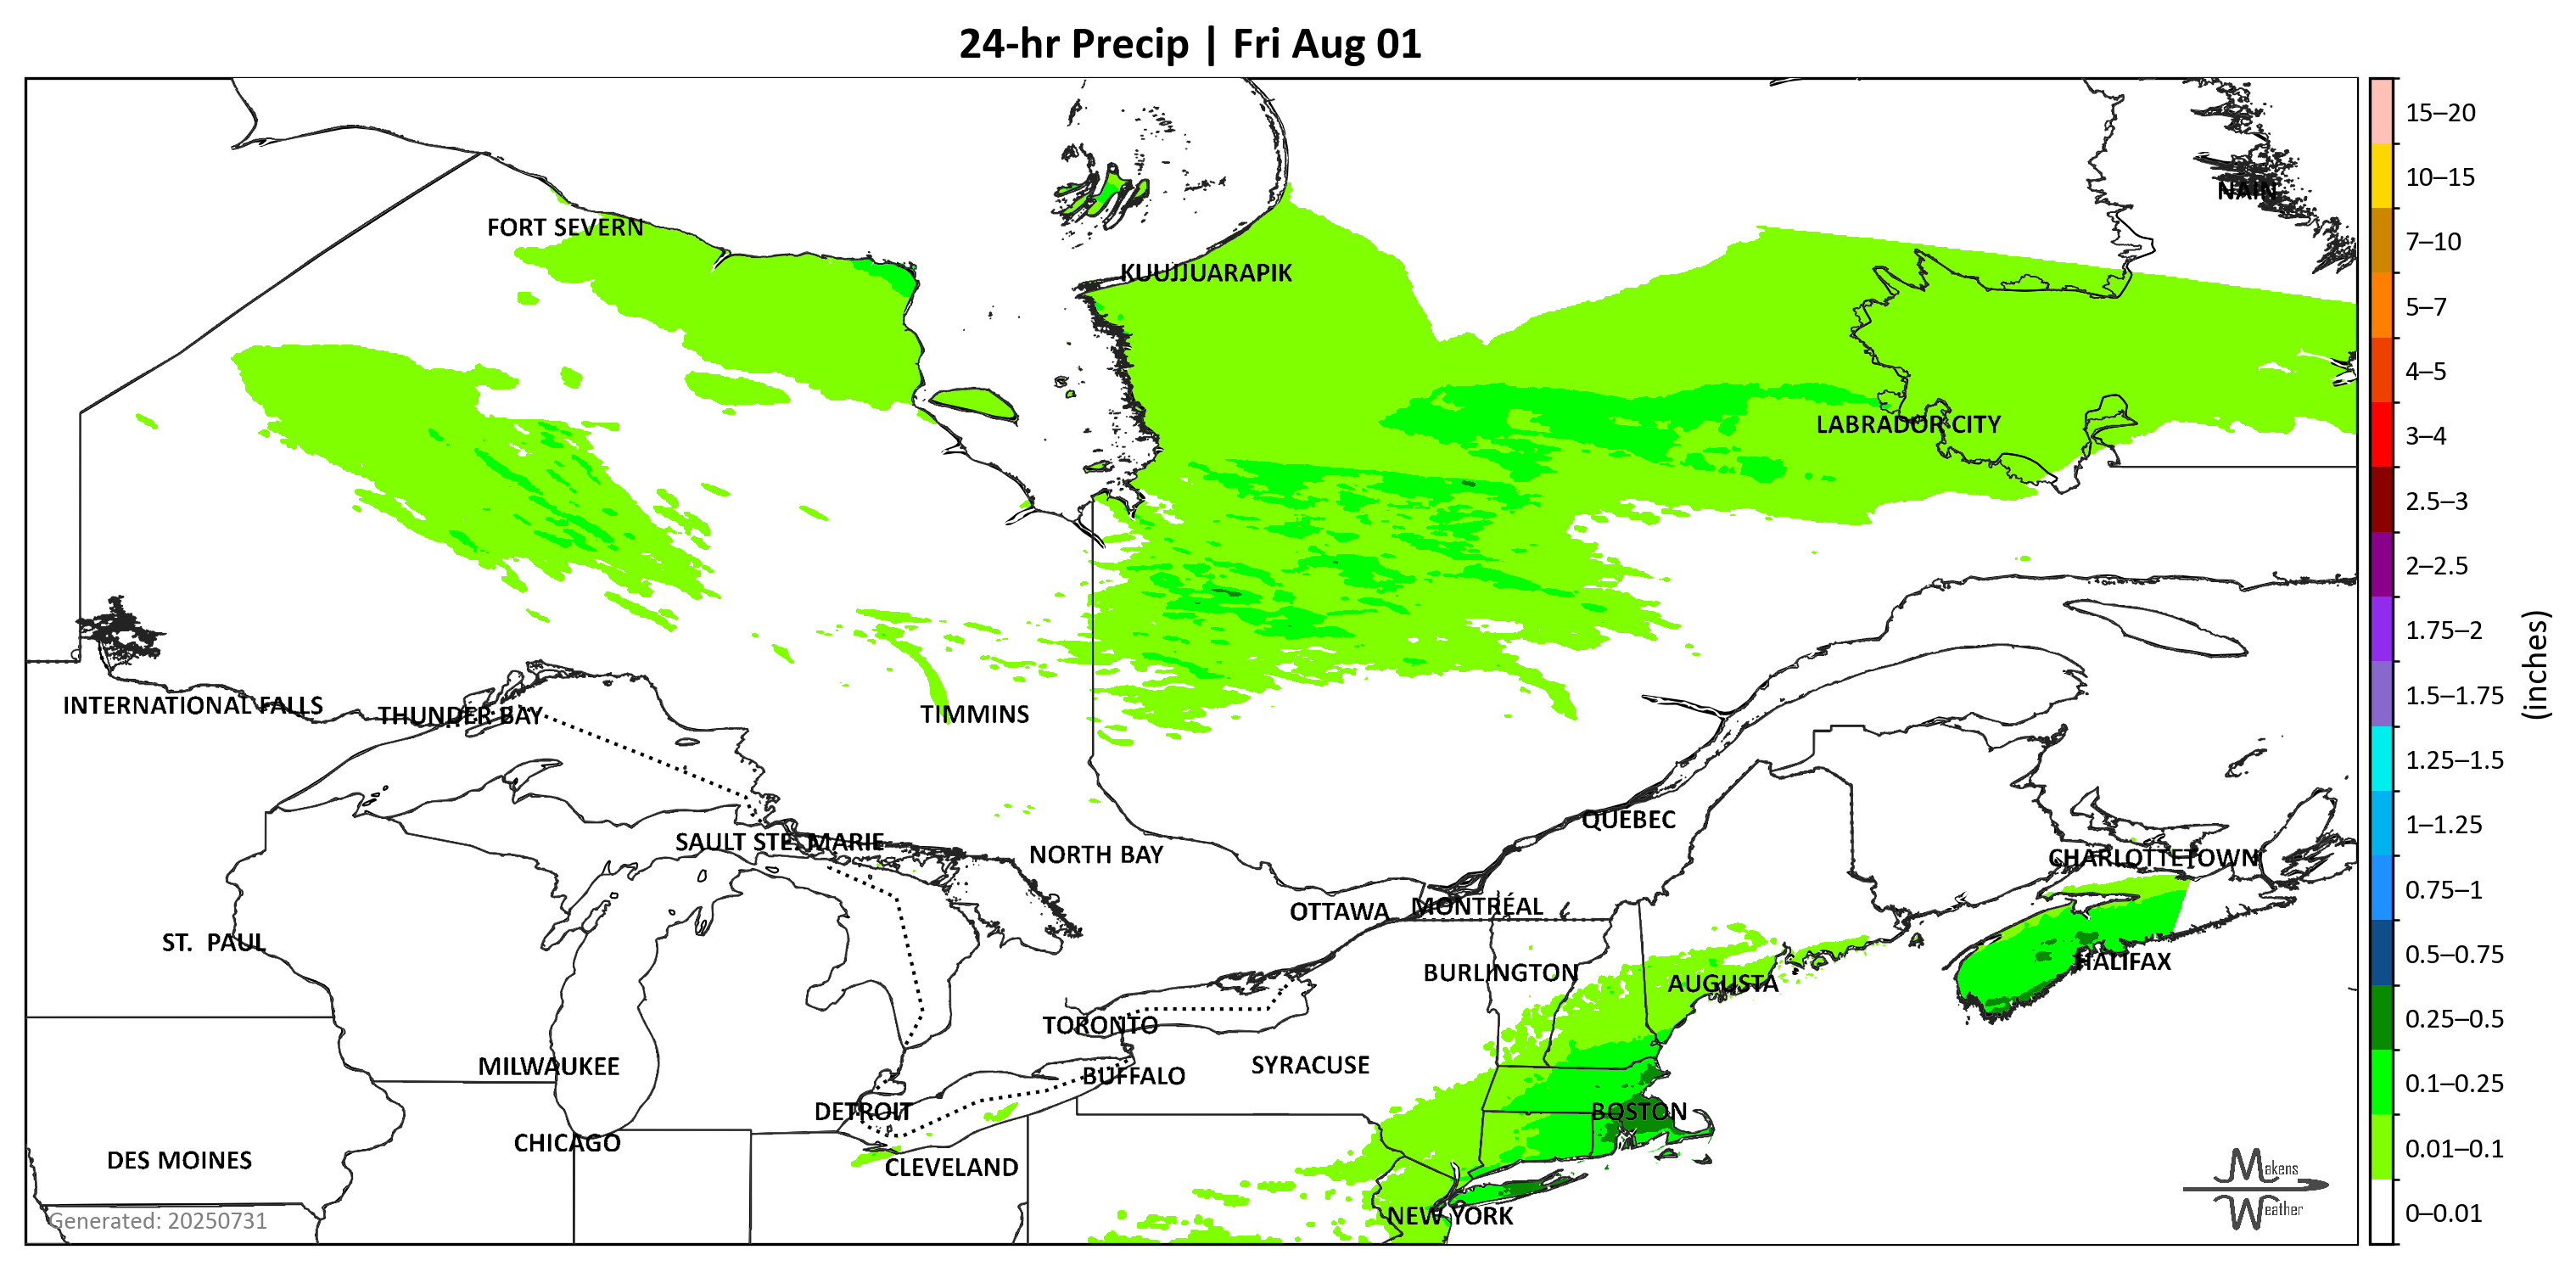 24-hr Precip | Fri Aug 01
NAIN
FORT SEVERN
KUUJJUARAPIK
LABRADOR CITY
INTERNATIONAL FALLS
THUNDER BAY
TIMMINS
QUEBEC
SAULT STE. MARIE
NORTH BAY
CHARLOTTETOWN
OTTAWA
MONTRÉAL
ST. PAUL
HALIFAX
BURLINGTON
AUGUSTA
TORONTO
MILWAUKEE
SYRACUSE
BUFFALO
DETROIT
BOSTON
CHICAGO
DES MOINES
CLEVELAND
NEW YORK
Generated: 20250731
Makens
Weather
15–20
10–15
7–10
5–7
4–5
3–4
2.5–3
2–2.5
1.75–2
1.5–1.75
1.25–1.5
1–1.25
0.75–1
0.5–0.75
0.25–0.5
0.1–0.25
0.01–0.1
0–0.01
(inches)